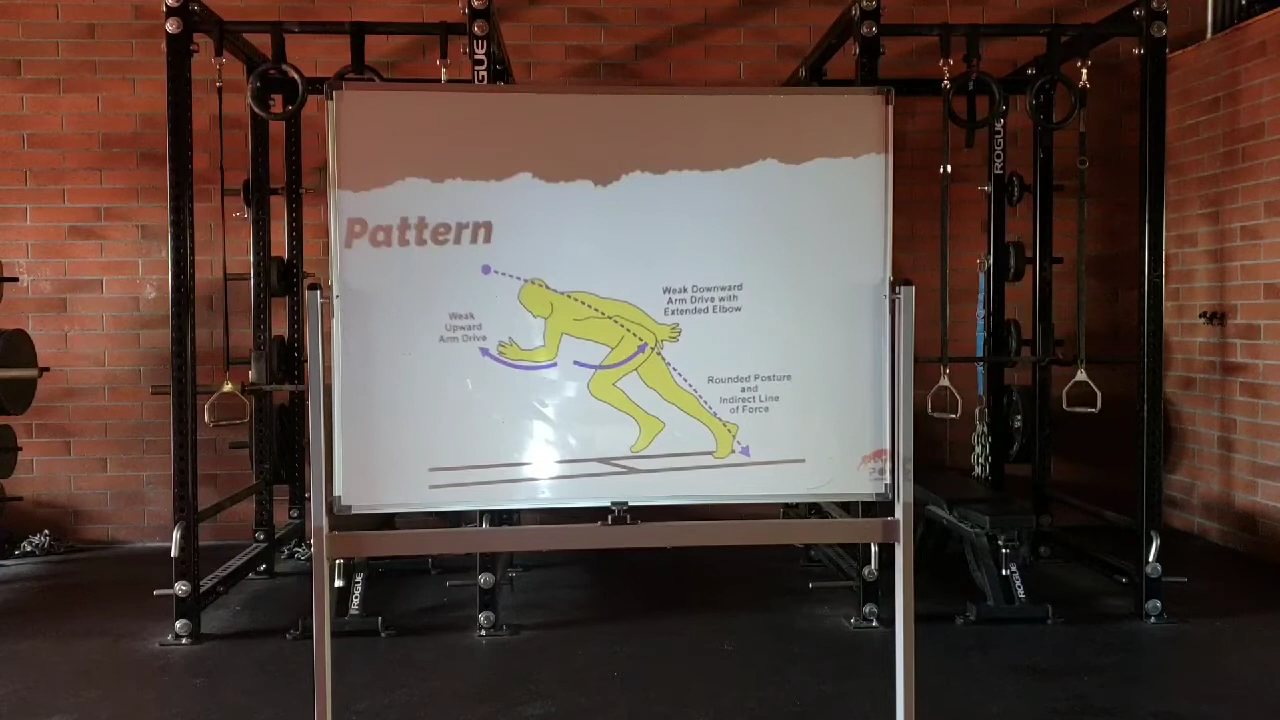 GUE
ROGUE
Pattern
Weak Downward
Arm Drive with
Extended Elbow
Weak
Upward
Arm Drive
Rounded Posture
and
Indirect Line
of Force
ROGUE
ROGUE